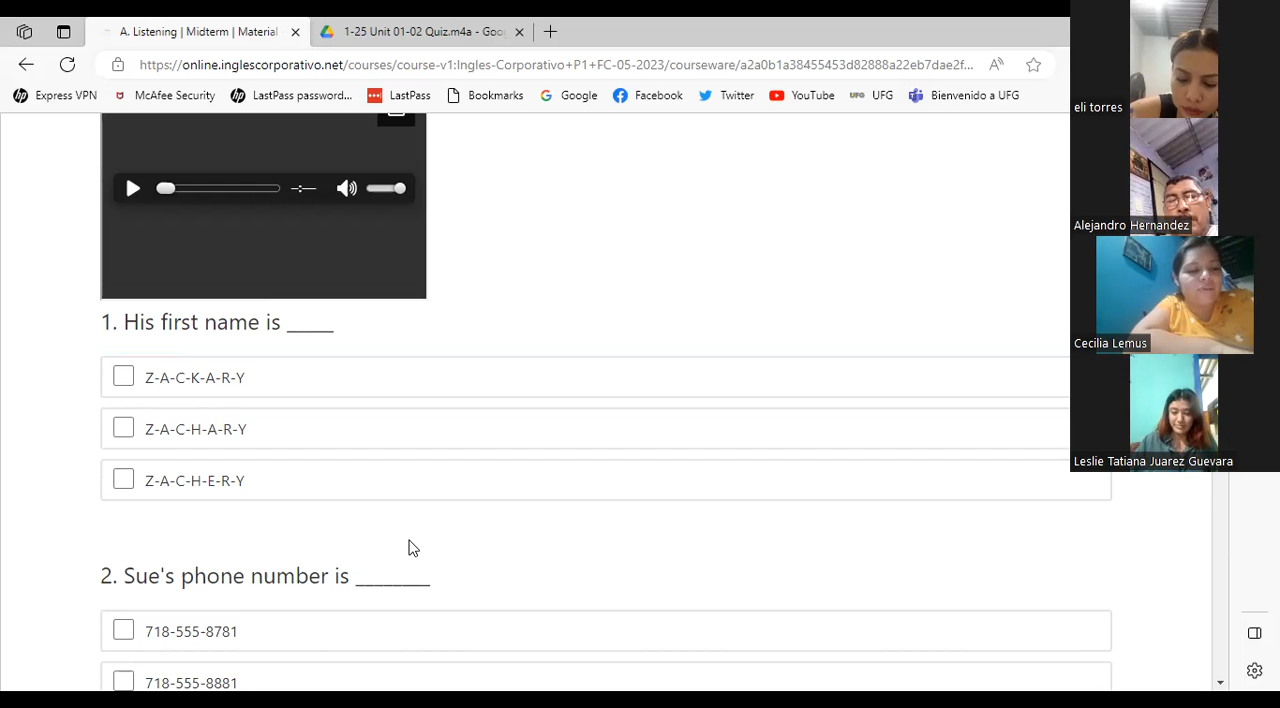 A. Listening | Midterm | Material
1-25 Unit 01-02 Quiz.m4a - Goo
https://online.inglescorporativo.net/courses/course-v1:Ingles-Corporativo+P1+FC-05-2023/courseware/a2a0b1a38455453d82888a22eb7dae2f...
Express VPN
McAfee Security
LastPass password...
LastPass
Bookmarks
Google
Facebook
Twitter
YouTube
UFG
UFG
Bienvenido a UFG
-:-
1. His first name is _____
Z-A-C-K-A-R-Y
Z-A-C-H-A-R-Y
Z-A-C-H-E-R-Y
2. Sue's phone number is ________
718-555-8781
718-555-8881
eli torres
Alejandro Hernandez
Cecilia Lemus
Leslie Tatiana Juarez Guevara